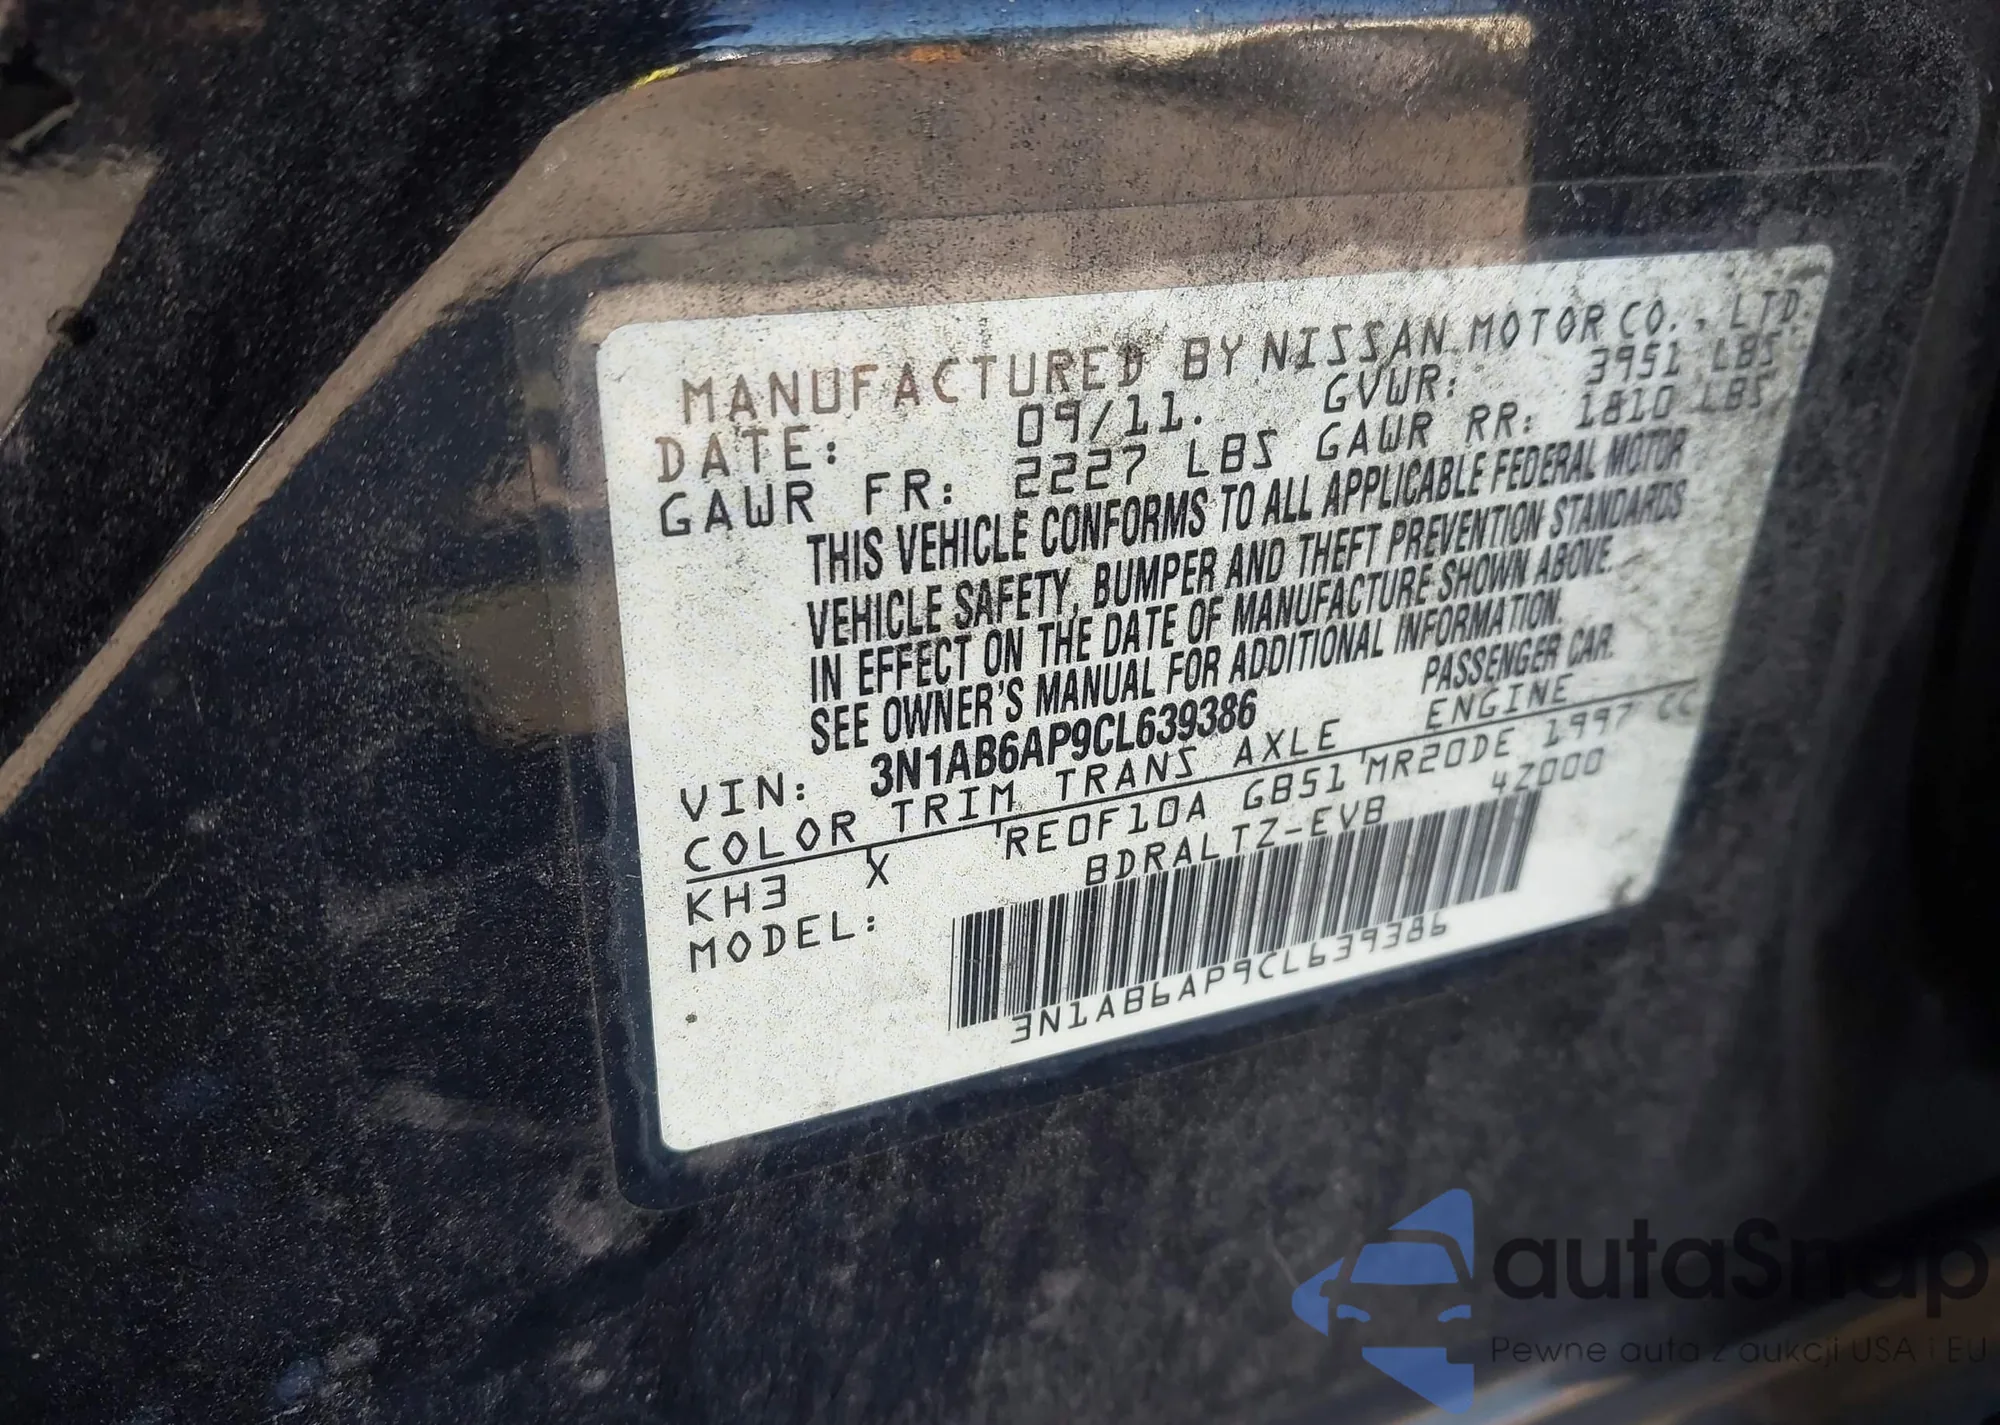 MANUFACTURED BY NISSAN MOTOR CO., LTD.
DATE: 09/11. GVWR: 3951 LBS
GAWR FR: 2227 LBS GAWR RR: 1810 LBS
THIS VEHICLE CONFORMS TO ALL APPLICABLE FEDERAL MOTOR
VEHICLE SAFETY, BUMPER AND THEFT PREVENTION STANDARDS
IN EFFECT ON THE DATE OF MANUFACTURE SHOWN ABOVE.
SEE OWNER'S MANUAL FOR ADDITIONAL INFORMATION.
VIN: 3N1AB6AP9CL639386 PASSENGER CAR.
COLOR TRIM TRANS AXLE ENGINE
KH3 X RE0F10A GB51 MR20DE 1997 CC
MODEL: BDRALTZ-EVB 4Z000
3N1AB6AP9CL639386
autaSnap
Pewne auta z aukcji USA i EU